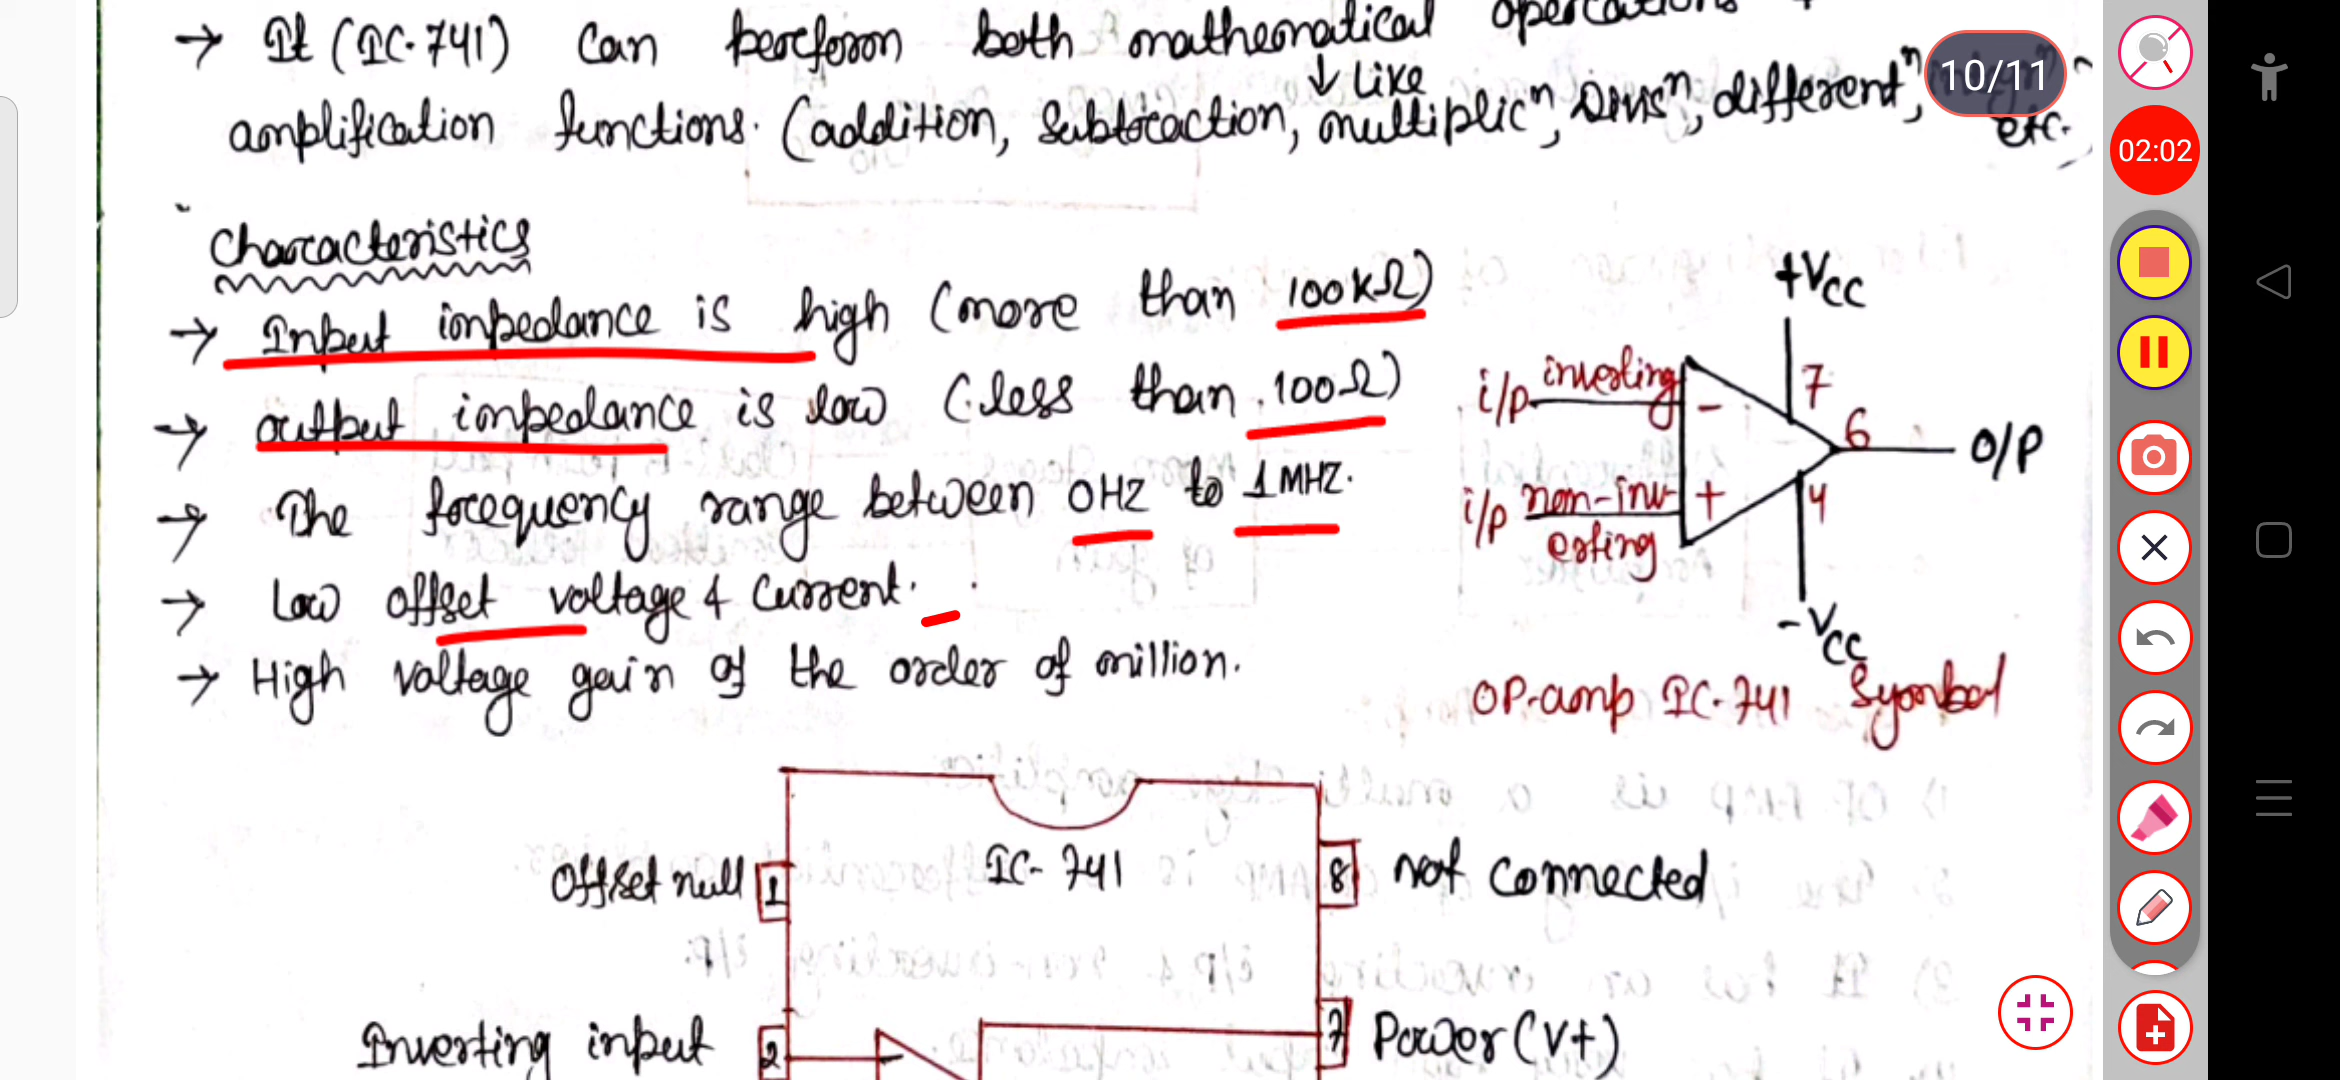 → It (IC-741) can perform both mathematical operations
↓ Like
amplification functions. (addition, Subtraction, multiplicⁿ, Divisⁿ, differentⁿ,
etc.
10/11
02:02
Characteristics
→ Input impedance is high (more than 100kΩ)
→ output impedance is low (less than 100Ω)
→ The frequency range between 0HZ to 1MHZ.
→ Low offset voltage & Current.
→ High voltage gain of the order of million.
+Vcc
7
i/p inverting
-
6
O/P
i/p non-inv-
erting
+
4
-Vcc
OP-amp IC-741 Symbol
IC-741
Offset null 1
8 not connected
Inverting input 2
7 Power (V+)